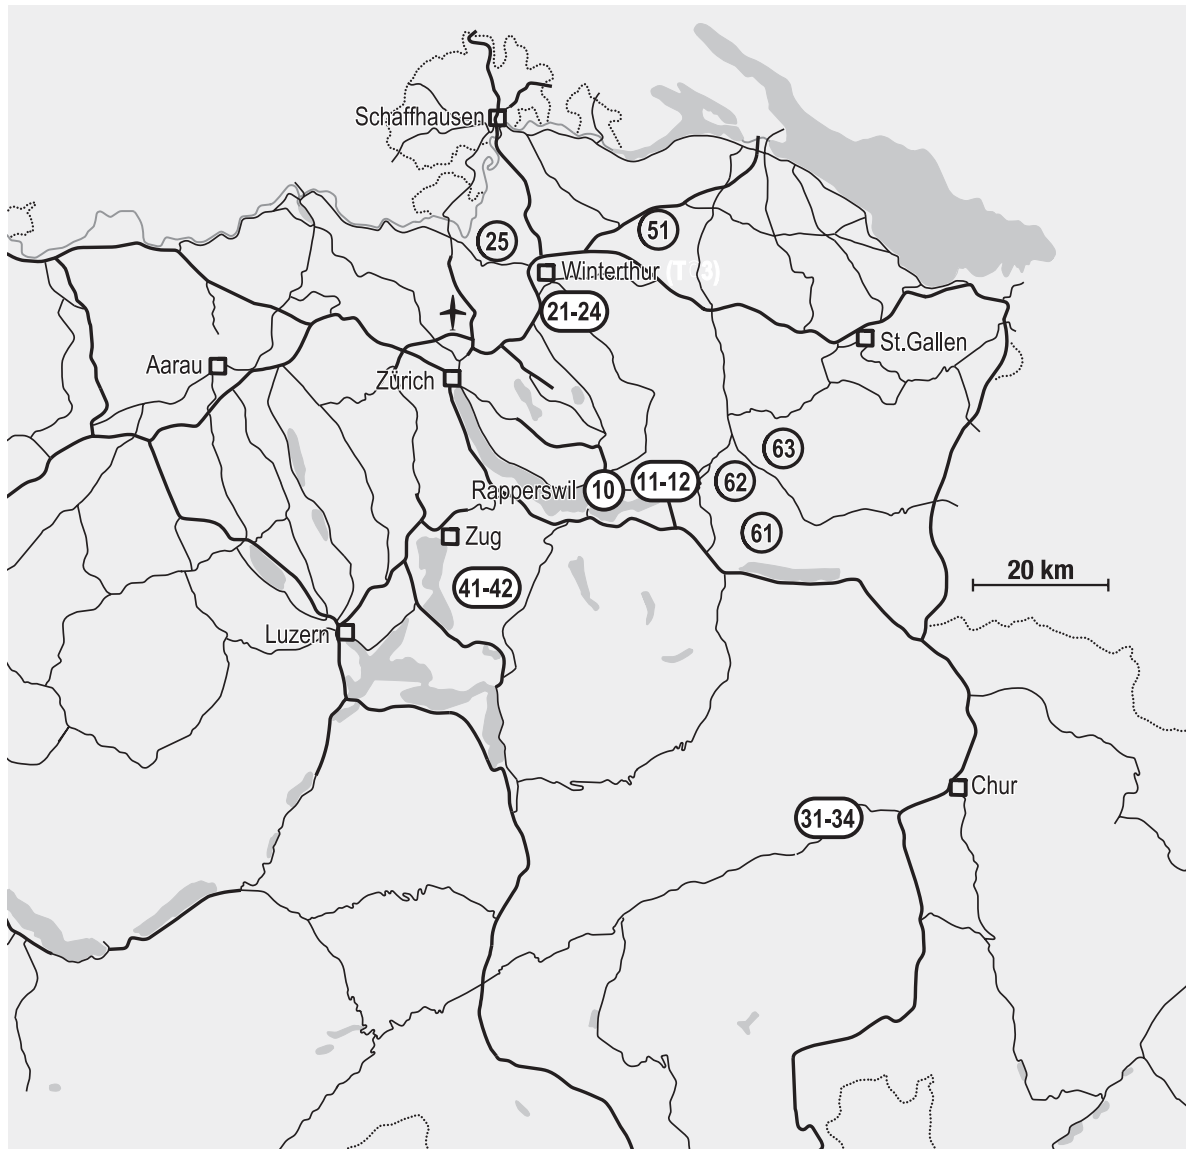 Schaffhausen
25
51
Winterthur
21-24
St.Gallen
Aarau
Zürich
63
11-12
62
Rapperswil
10
61
Zug
20 km
41-42
Luzern
Chur
31-34